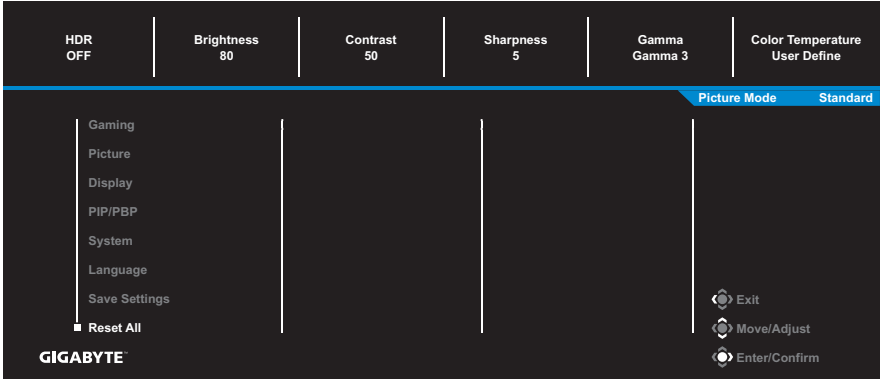 HDR Brightness Contrast Sharpness Gamma Color Temperature
OFF 80 50 5 Gamma 3 User Define
Picture Mode Standard
Gaming
Picture
Display
PIP/PBP
System
Language
Save Settings
Reset All
Exit
Move/Adjust
Enter/Confirm
GIGABYTE™